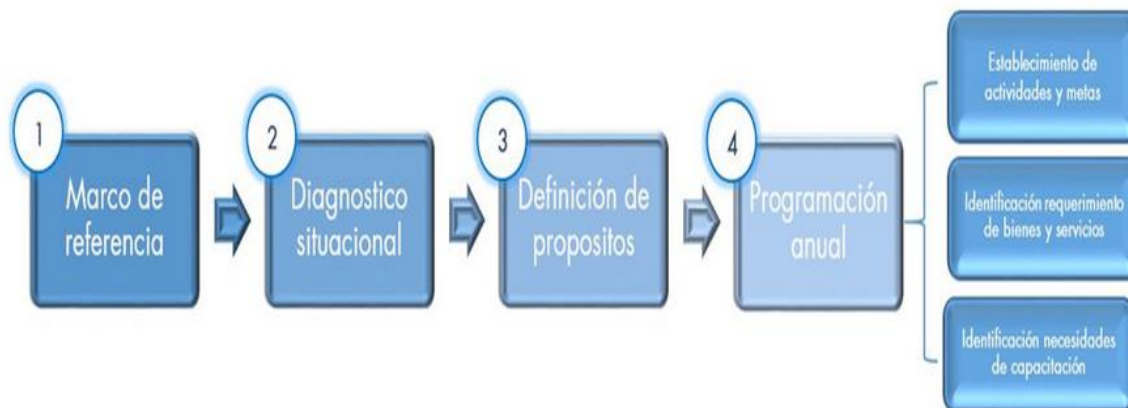 1
Marco de
referencia
2
Diagnostico
situacional
3
Definición de
propositos
4
Programación
anual
Establecimiento de
actividades y metas
Identificación requerimiento
de bienes y servicios
Identificación necesidades
de capacitación